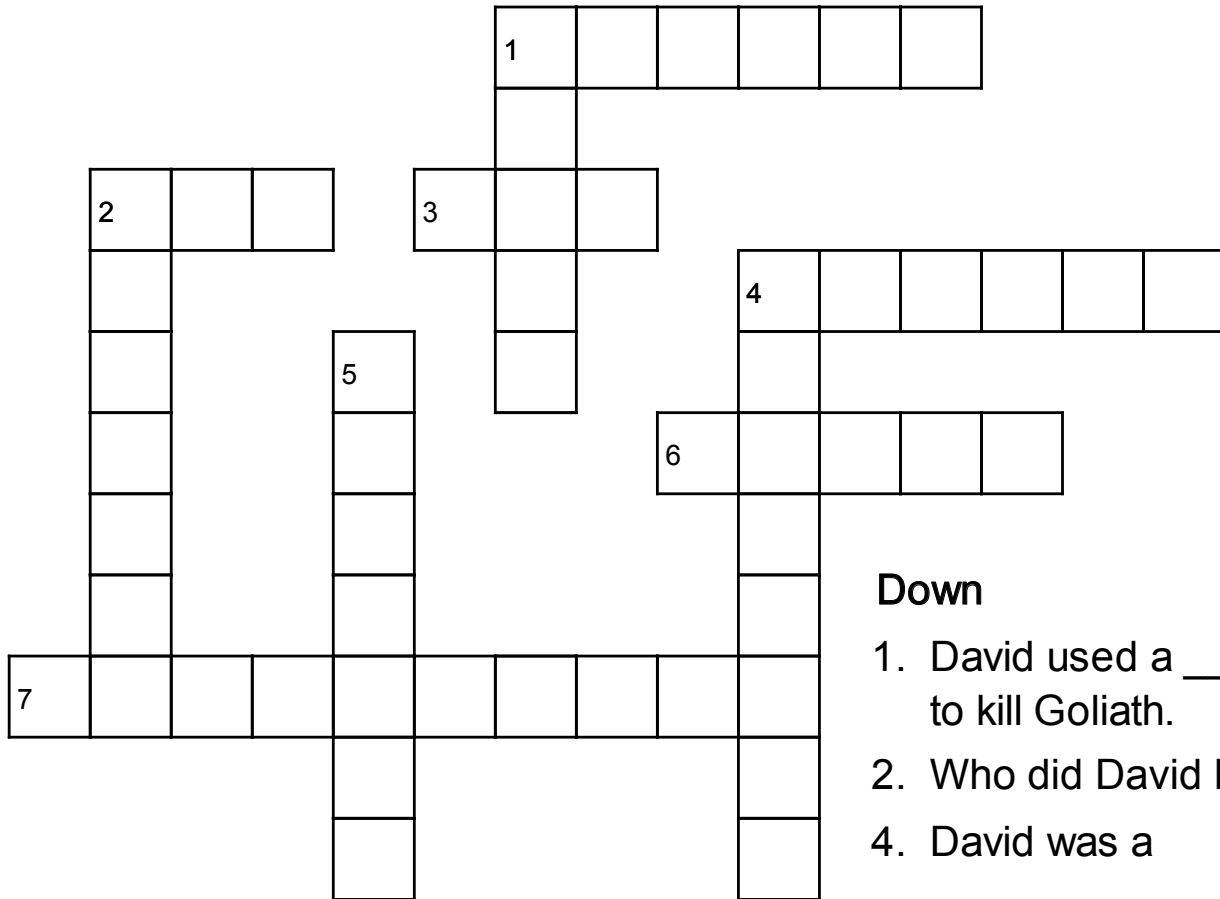 1
2
3
4
5
6
7
Down
1. David used a __
to kill Goliath.
2. Who did David
4. David was a